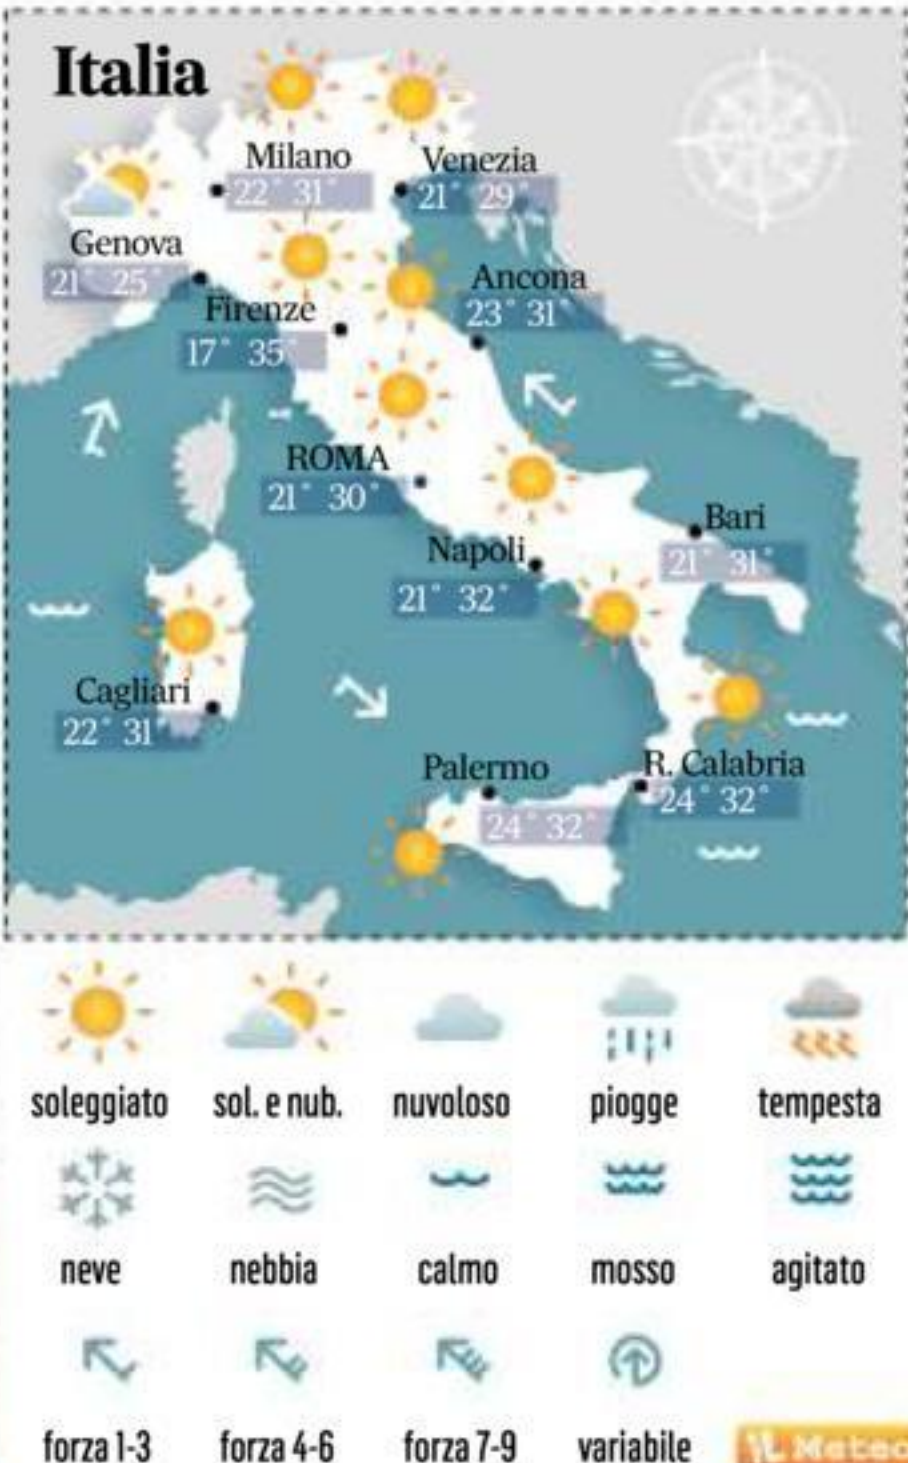 Italia
Milano
22° 31°
Venezia
21° 29°
Genova
21° 25°
Ancona
23° 31°
Firenze
17° 35°
ROMA
21° 30°
Bari
21° 31°
Napoli
21° 32°
Cagliari
22° 31°
Palermo
24° 32°
R. Calabria
24° 32°
soleggiato sol. e nub. nuvoloso piogge tempesta
neve nebbia calmo mosso agitato
forza 1-3 forza 4-6 forza 7-9 variabile
Meteo